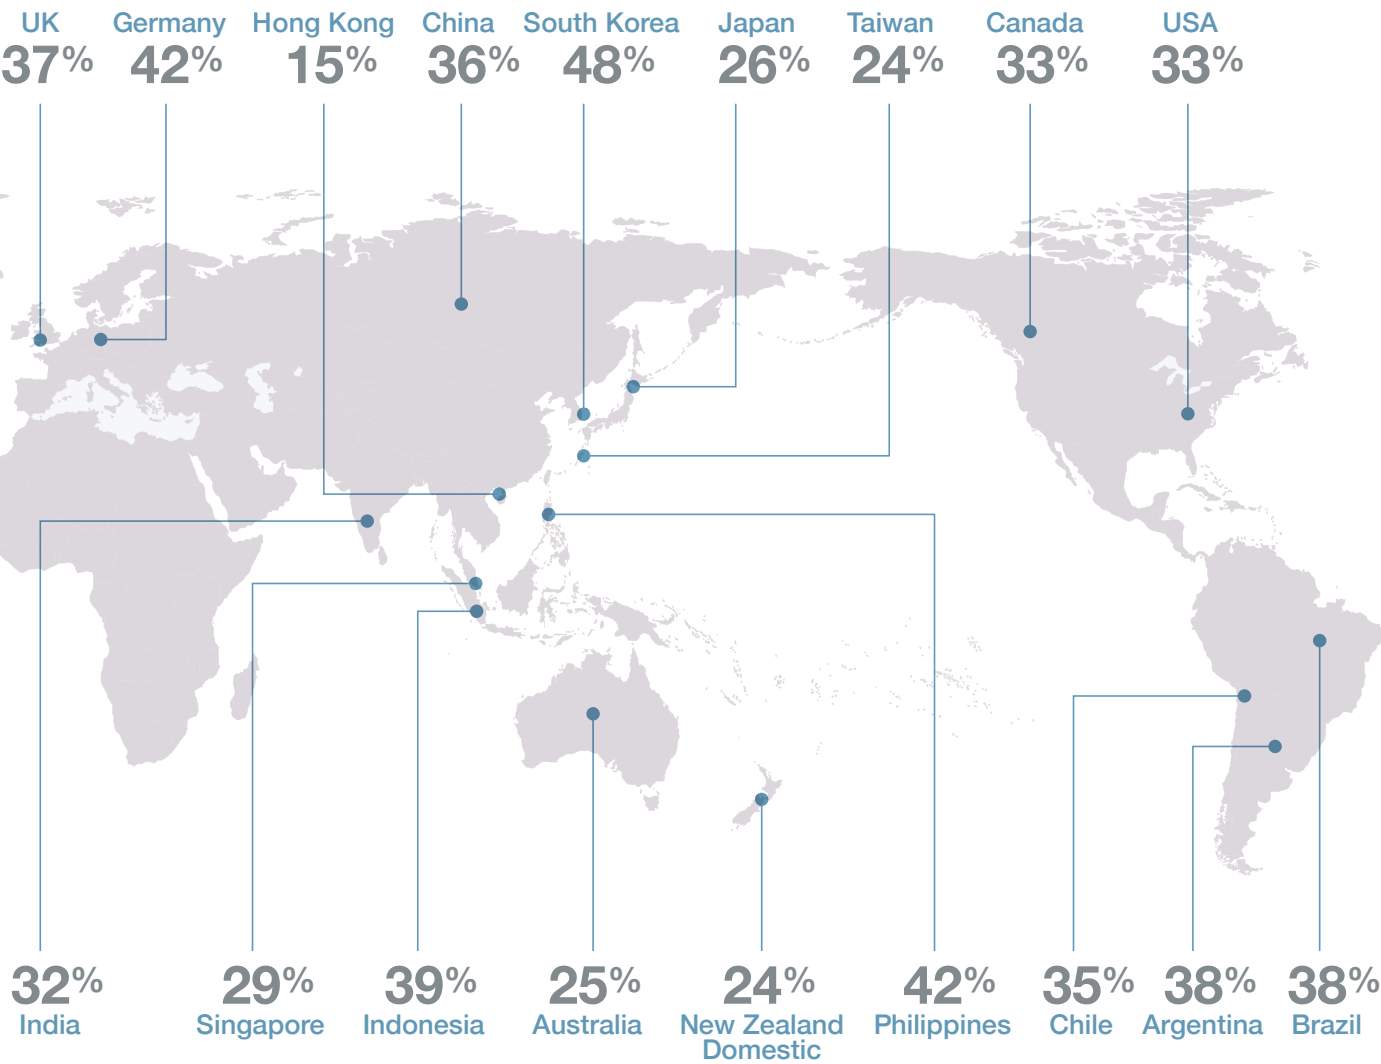 UK Germany Hong Kong China South Korea Japan Taiwan Canada USA
37% 42% 15% 36% 48% 26% 24% 33% 33%
32% 29% 39% 25% 24% 42% 35% 38% 38%
India Singapore Indonesia Australia New Zealand Philippines Chile Argentina Brazil
Domestic